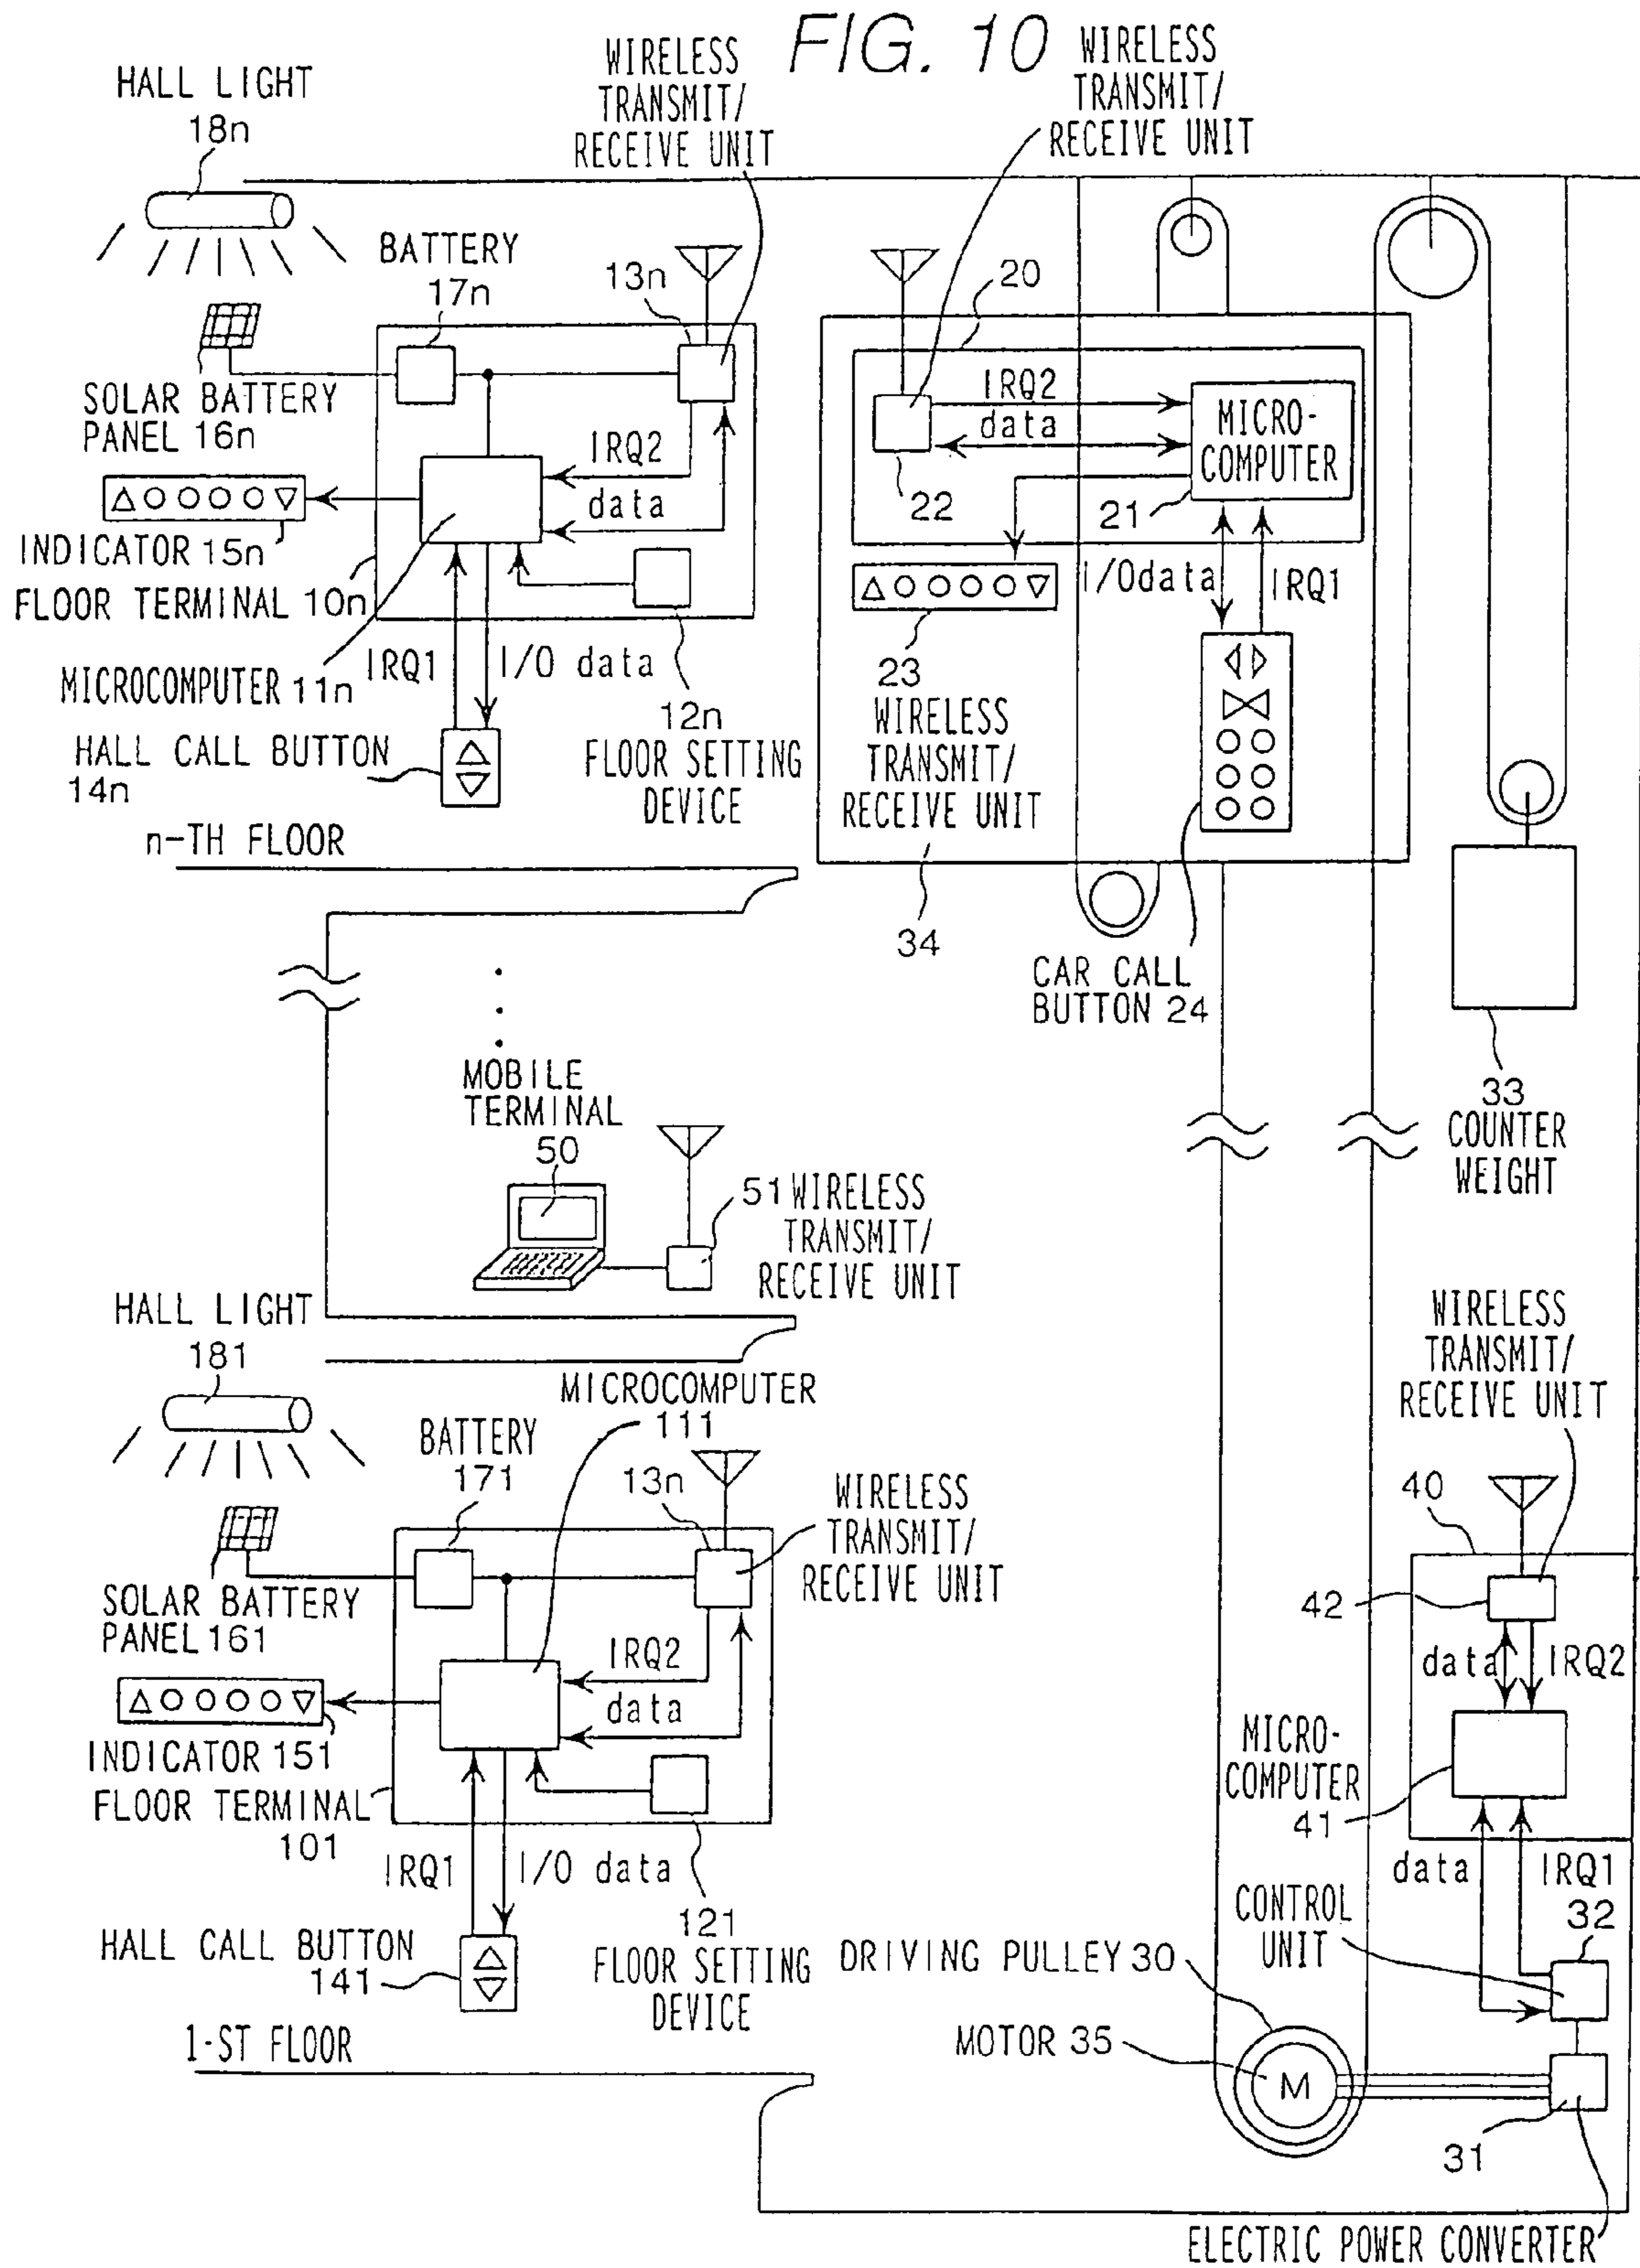 FIG. 10
HALL LIGHT
18n
WIRELESS
TRANSMIT/
RECEIVE UNIT
WIRELESS
TRANSMIT/
RECEIVE UNIT
BATTERY
17n
13n
20
SOLAR BATTERY
PANEL 16n
IRQ2
data
INDICATOR 15n
FLOOR TERMINAL 10n
MICROCOMPUTER 11n
IRQ1
I/O data
12n
FLOOR SETTING
DEVICE
HALL CALL BUTTON
14n
n-TH FLOOR
IRQ2
data
MICRO-
COMPUTER
22
21
I/Odata
IRQ1
23
WIRELESS
TRANSMIT/
RECEIVE UNIT
34
CAR CALL
BUTTON 24
33
COUNTER
WEIGHT
MOBILE
TERMINAL
50
51 WIRELESS
TRANSMIT/
RECEIVE UNIT
HALL LIGHT
181
MICROCOMPUTER
111
BATTERY
171
13n
WIRELESS
TRANSMIT/
RECEIVE UNIT
SOLAR BATTERY
PANEL 161
IRQ2
data
INDICATOR 151
FLOOR TERMINAL
101
IRQ1
I/O data
121
FLOOR SETTING
DEVICE
HALL CALL BUTTON
141
1-ST FLOOR
WIRELESS
TRANSMIT/
RECEIVE UNIT
40
42
data
IRQ2
MICRO-
COMPUTER
41
data
IRQ1
32
CONTROL
UNIT
DRIVING PULLEY 30
MOTOR 35
M
31
ELECTRIC POWER CONVERTER